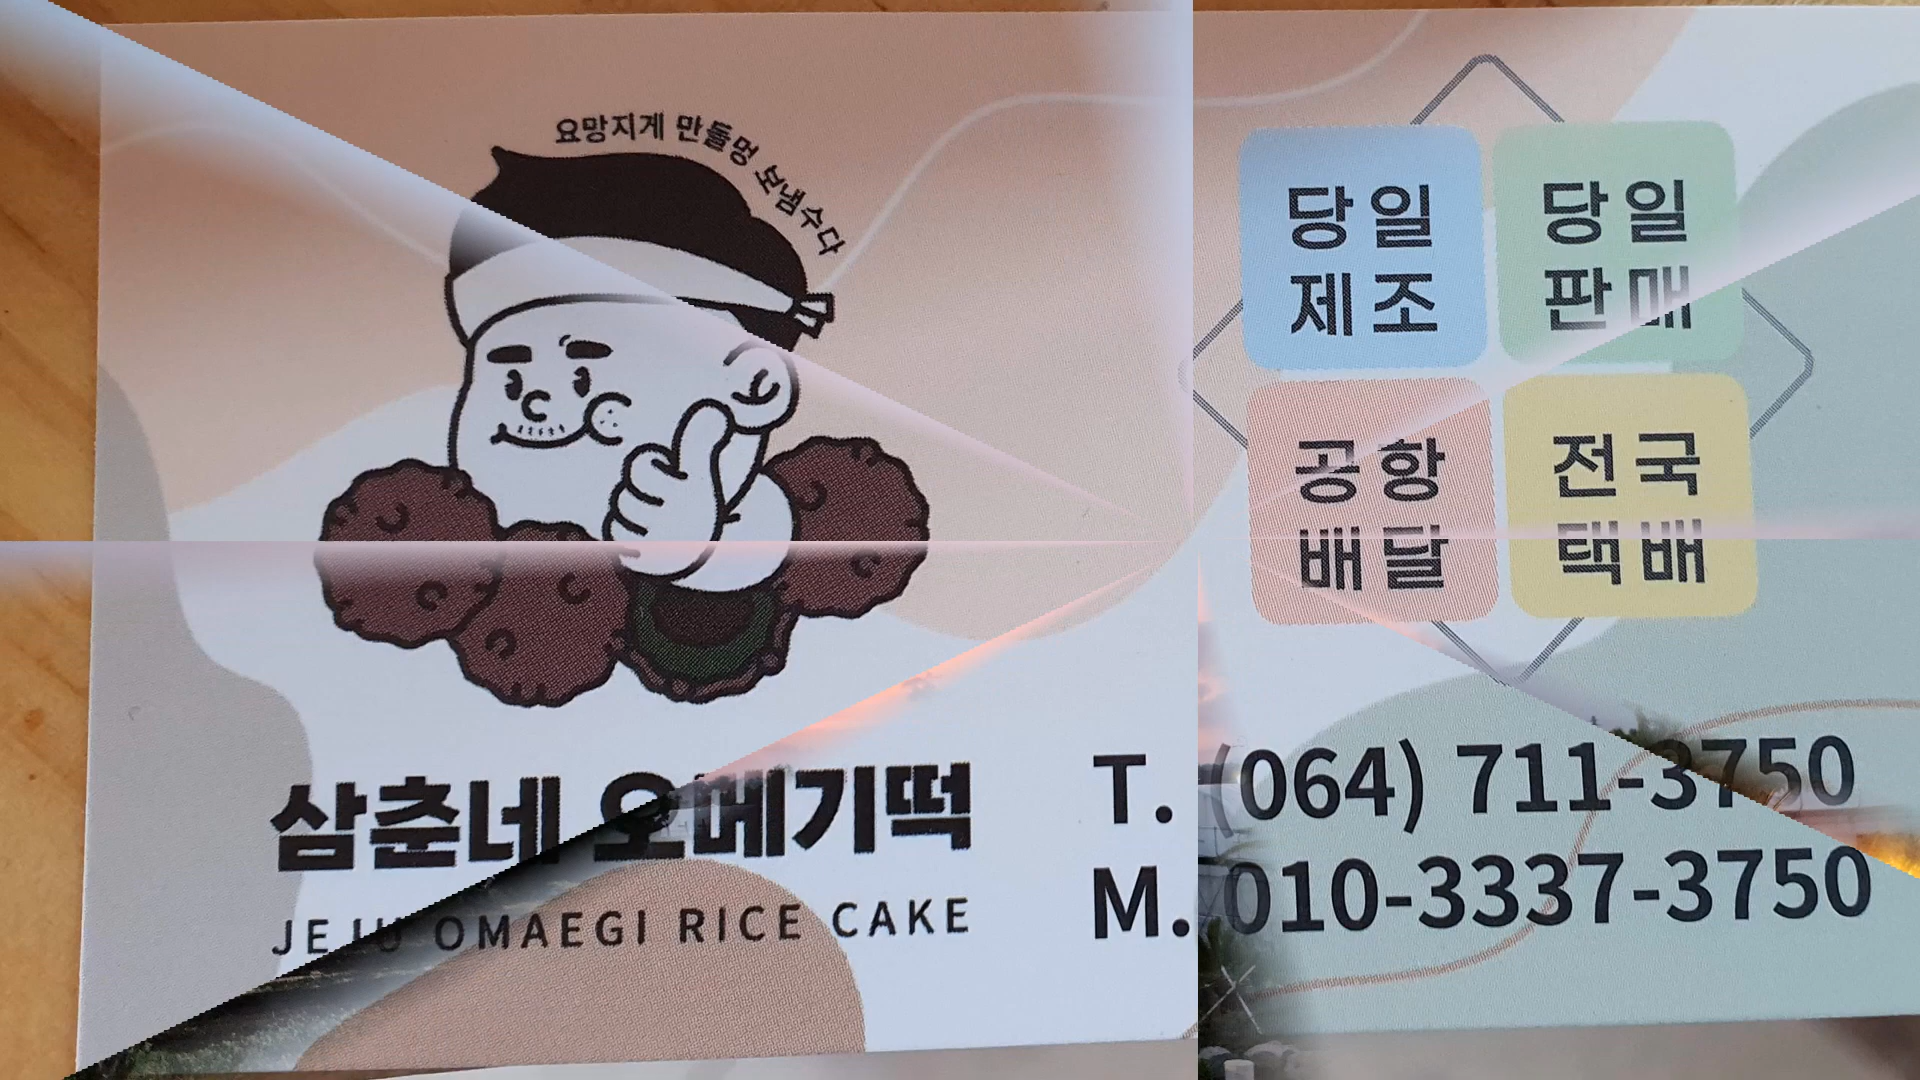 요망지게 만들멍 보냄수다
당일 제조
당일 판매
공항 배달
전국 택배
삼춘네 오메기떡
JEJU OMAEGI RICE CAKE
T. (064) 711-3750
M. 010-3337-3750